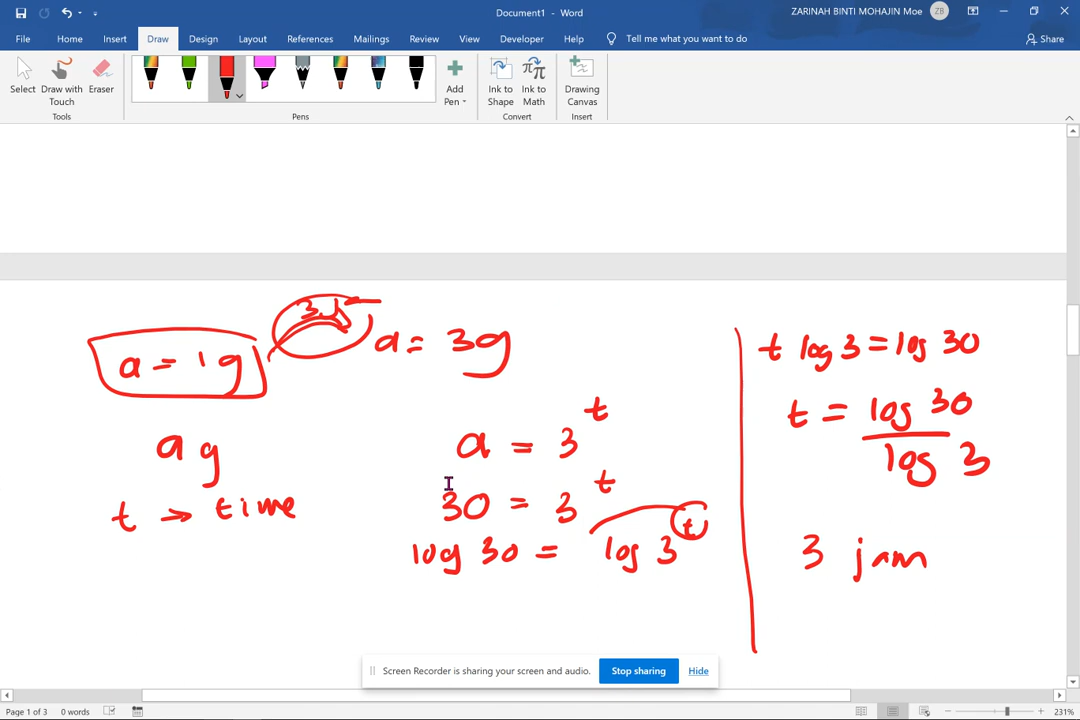 Document1 - Word
ZARINAH BINTI MOHAJIN Moe
ZB
File Home Insert Draw Design Layout References Mailings Review View Developer Help Tell me what you want to do
Share
Select
Draw with Touch
Eraser
Add Pen
Ink to Shape
Ink to Math
Drawing Canvas
Tools
Pens
Convert
Insert
a = 1g
a = 3g
a g
t → time
a = 3^t
30 = 3^t
log 30 = log 3^t
t log 3 = log 30
t = log 30
log 3
3 jam
Screen Recorder is sharing your screen and audio.
Stop sharing
Hide
Page 1 of 3
0 words
231%